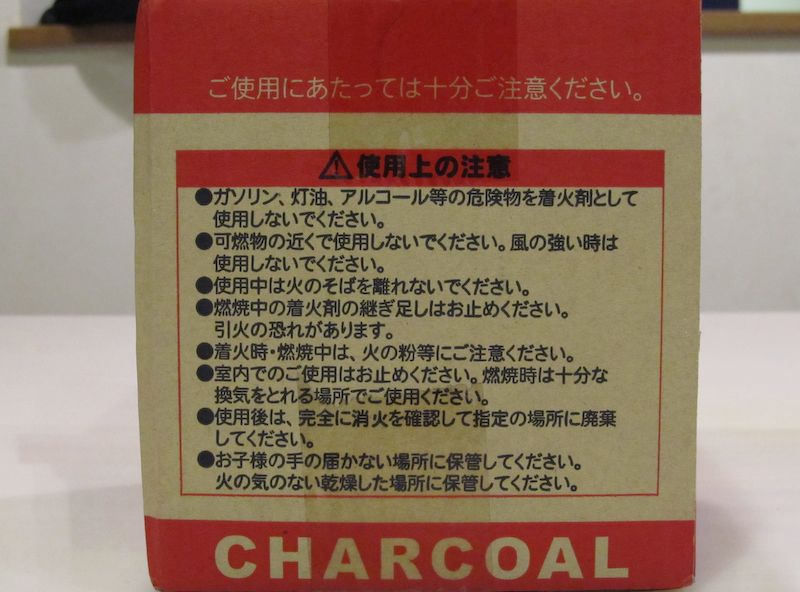 ご使用にあたっては十分ご注意ください。
⚠使用上の注意
●ガソリン、灯油、アルコール等の危険物を着火剤として
使用しないでください。
●可燃物の近くで使用しないでください。風の強い時は
使用しないでください。
●使用中は火のそばを離れないでください。
●燃焼中の着火剤の継ぎ足しはお止めください。
引火の恐れがあります。
●着火時・燃焼中は、火の粉等にご注意ください。
●室内でのご使用はお止めください。燃焼時は十分な
換気をとれる場所でご使用ください。
●使用後は、完全に消火を確認して指定の場所に廃棄
してください。
●お子様の手の届かない場所に保管してください。
火の気のない乾燥した場所に保管してください。
CHARCOAL